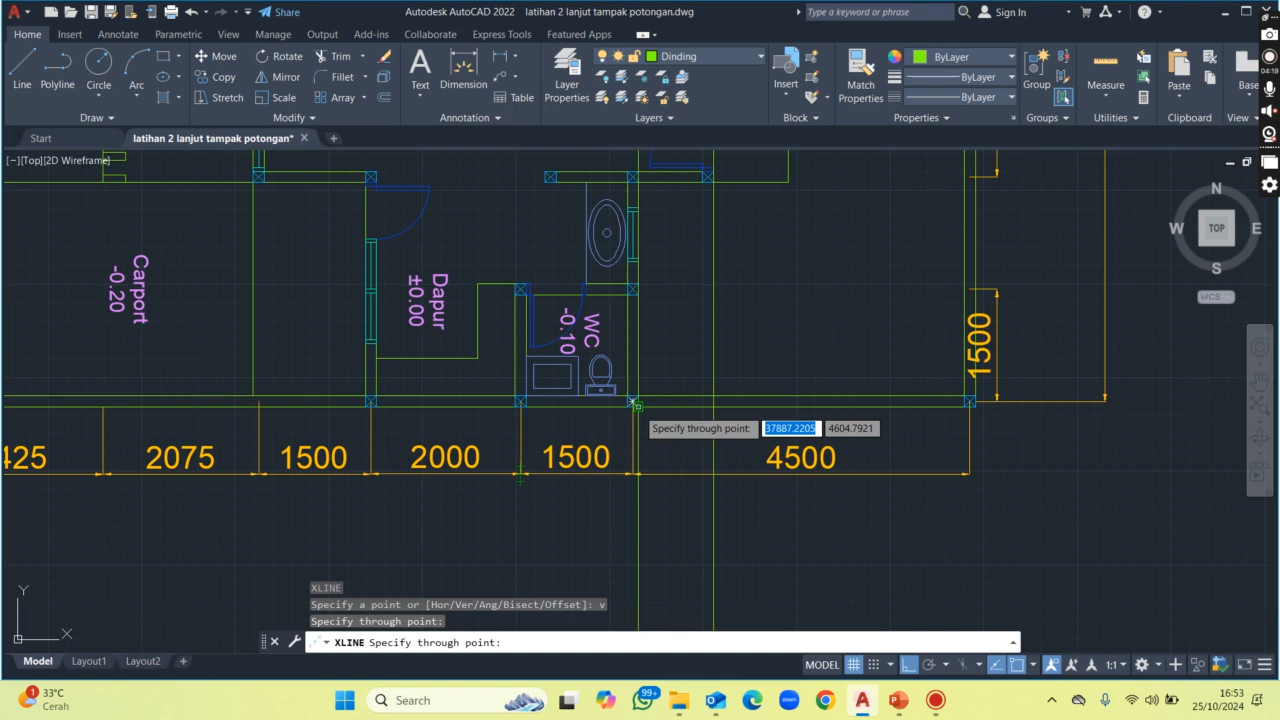 Share
Autodesk AutoCAD 2022 latihan 2 lanjut tampak potongan.dwg
Type a keyword or phrase
Sign In
Home Insert Annotate Parametric View Manage Output Add-ins Collaborate Express Tools Featured Apps
Line Polyline Circle Arc
Move Rotate Trim
Copy Mirror Fillet
Stretch Scale Array
Text Dimension Table
Layer Properties
Dinding
Insert
Match Properties
ByLayer
ByLayer
ByLayer
Group
Measure
Paste
Base
04:19
Draw Modify Annotation Layers Block Properties Groups Utilities Clipboard View
Start latihan 2 lanjut tampak potongan*
[−][Top][2D Wireframe]
N
W TOP E
S
WCS
Carport
-0.20
Dapur
±0.00
WC
-0.10
1500
Specify through point: 37887.2205 4604.7921
425 2075 1500 2000 1500 4500
Y
X
XLINE
Specify a point or [Hor/Ver/Ang/Bisect/Offset]: v
Specify through point:
XLINE Specify through point:
Model Layout1 Layout2
MODEL 1:1
1
33°C
Cerah
Search
99+
zoom
16:53
25/10/2024